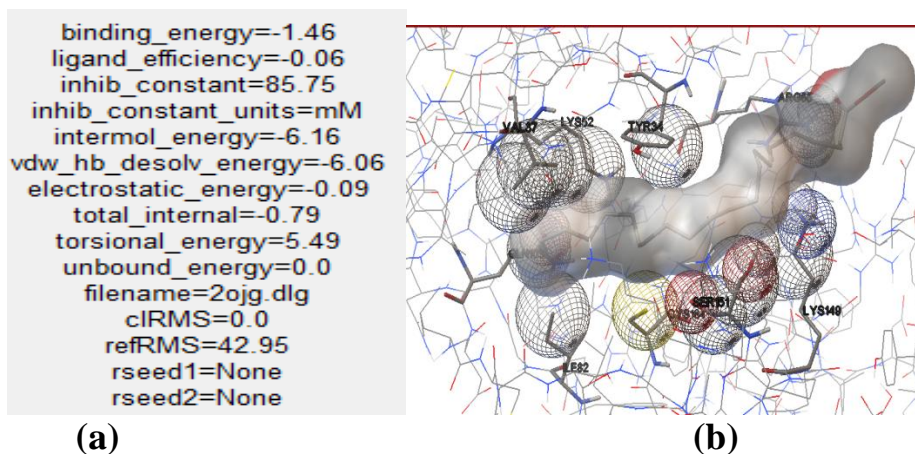 binding_energy=-1.46
ligand_efficiency=-0.06
inhib_constant=85.75
inhib_constant_units=mM
intermol_energy=-6.16
vdw_hb_desolv_energy=-6.06
electrostatic_energy=-0.09
total_internal=-0.79
torsional_energy=5.49
unbound_energy=0.0
filename=2ojg.dlg
clRMS=0.0
refRMS=42.95
rseed1=None
rseed2=None
VAL37
LYS52
TYR34
SER151
LYS149
ILE82
(a)
(b)